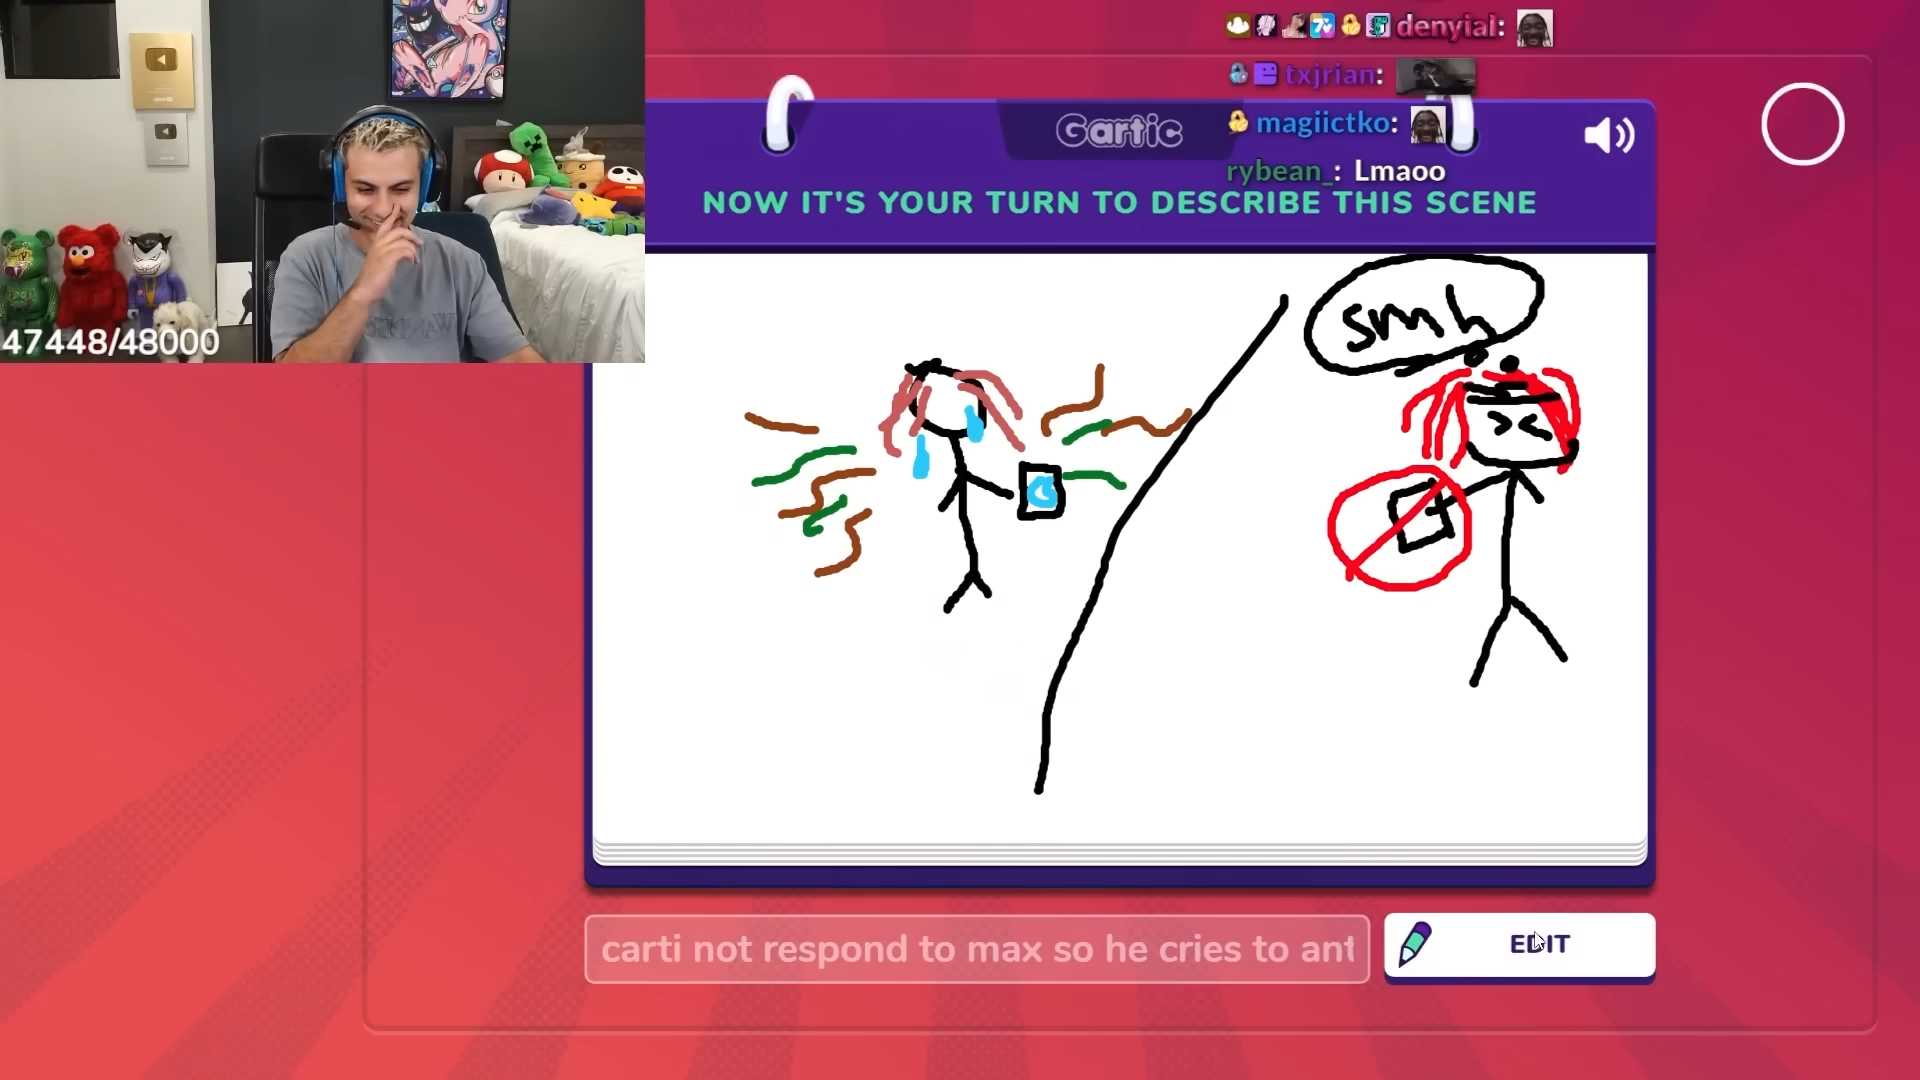 denyial:
txjrian:
magiictko:
rybean_: Lmaoo
Gartic
NOW IT'S YOUR TURN TO DESCRIBE THIS SCENE
47448/48000
smh
carti not respond to max so he cries to ant
EDIT